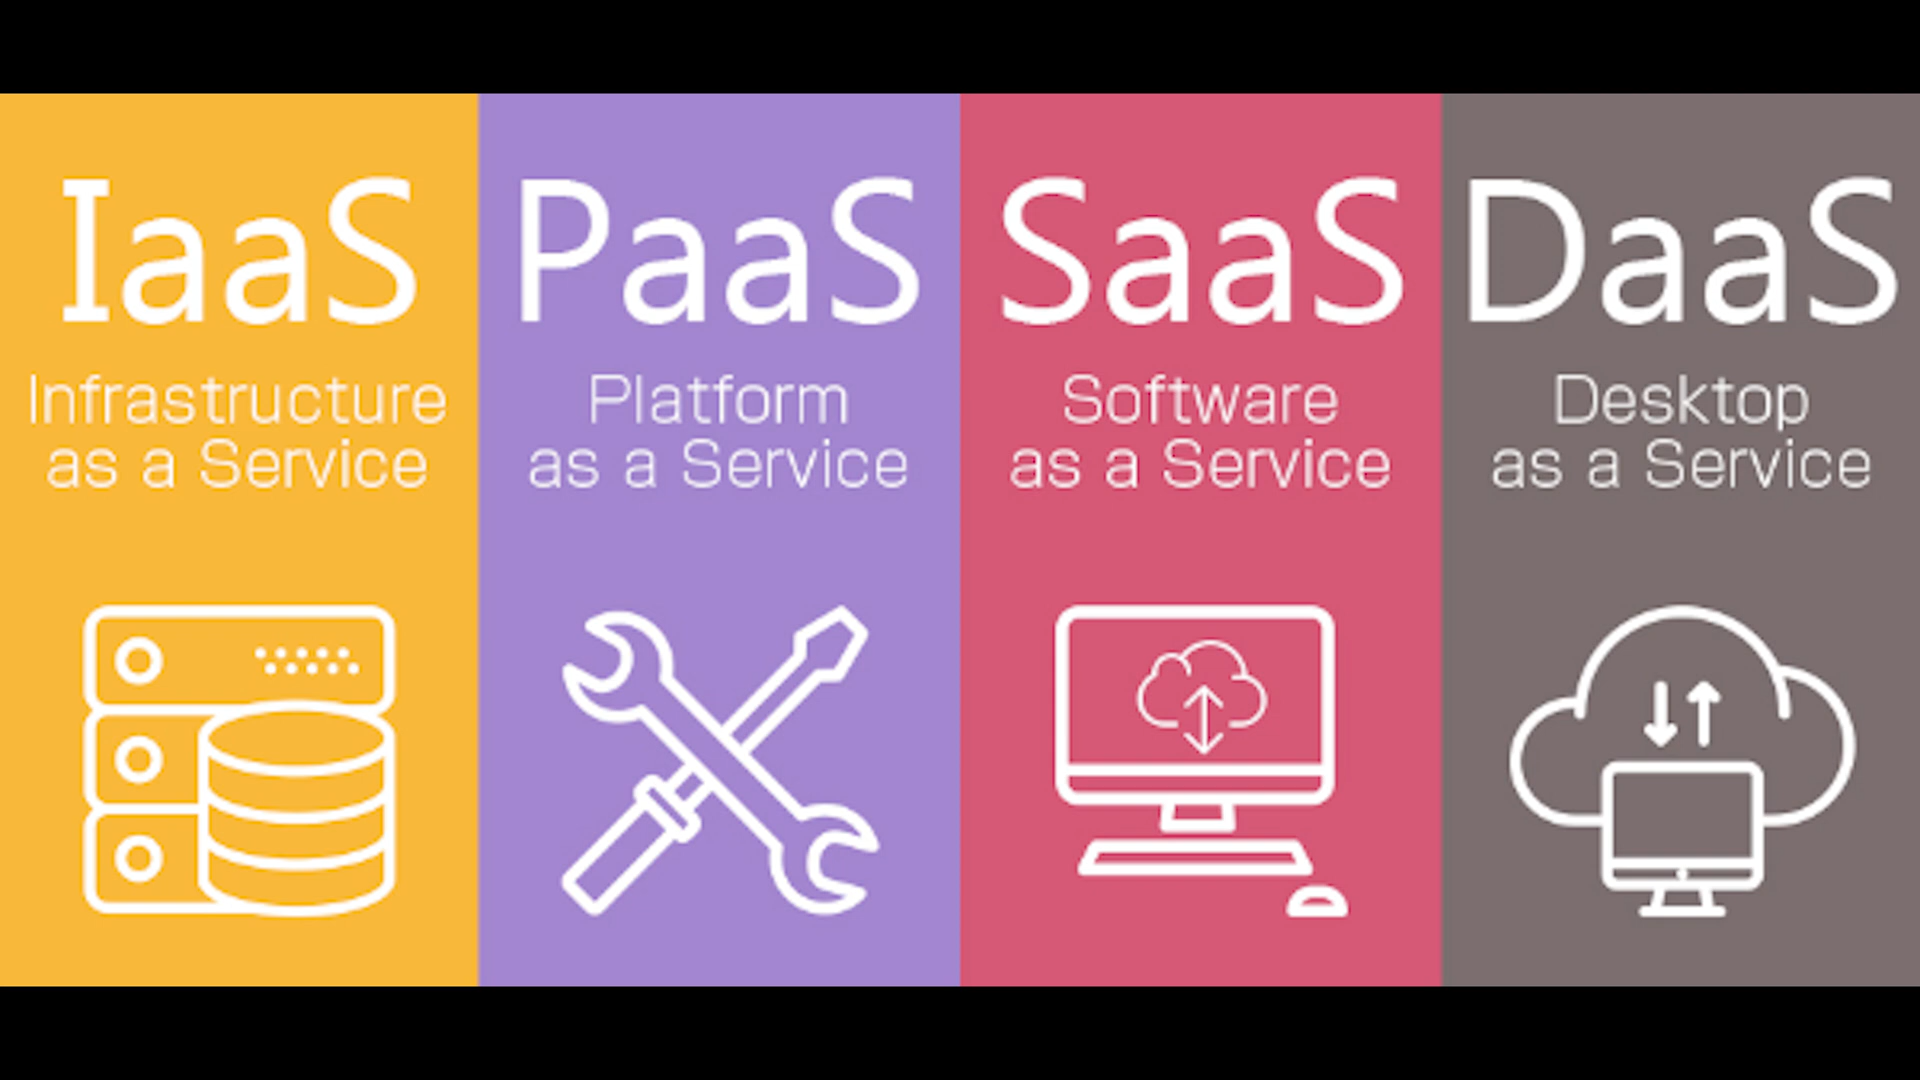 IaaS
Infrastructure
as a Service
PaaS
Platform
as a Service
SaaS
Software
as a Service
DaaS
Desktop
as a Service